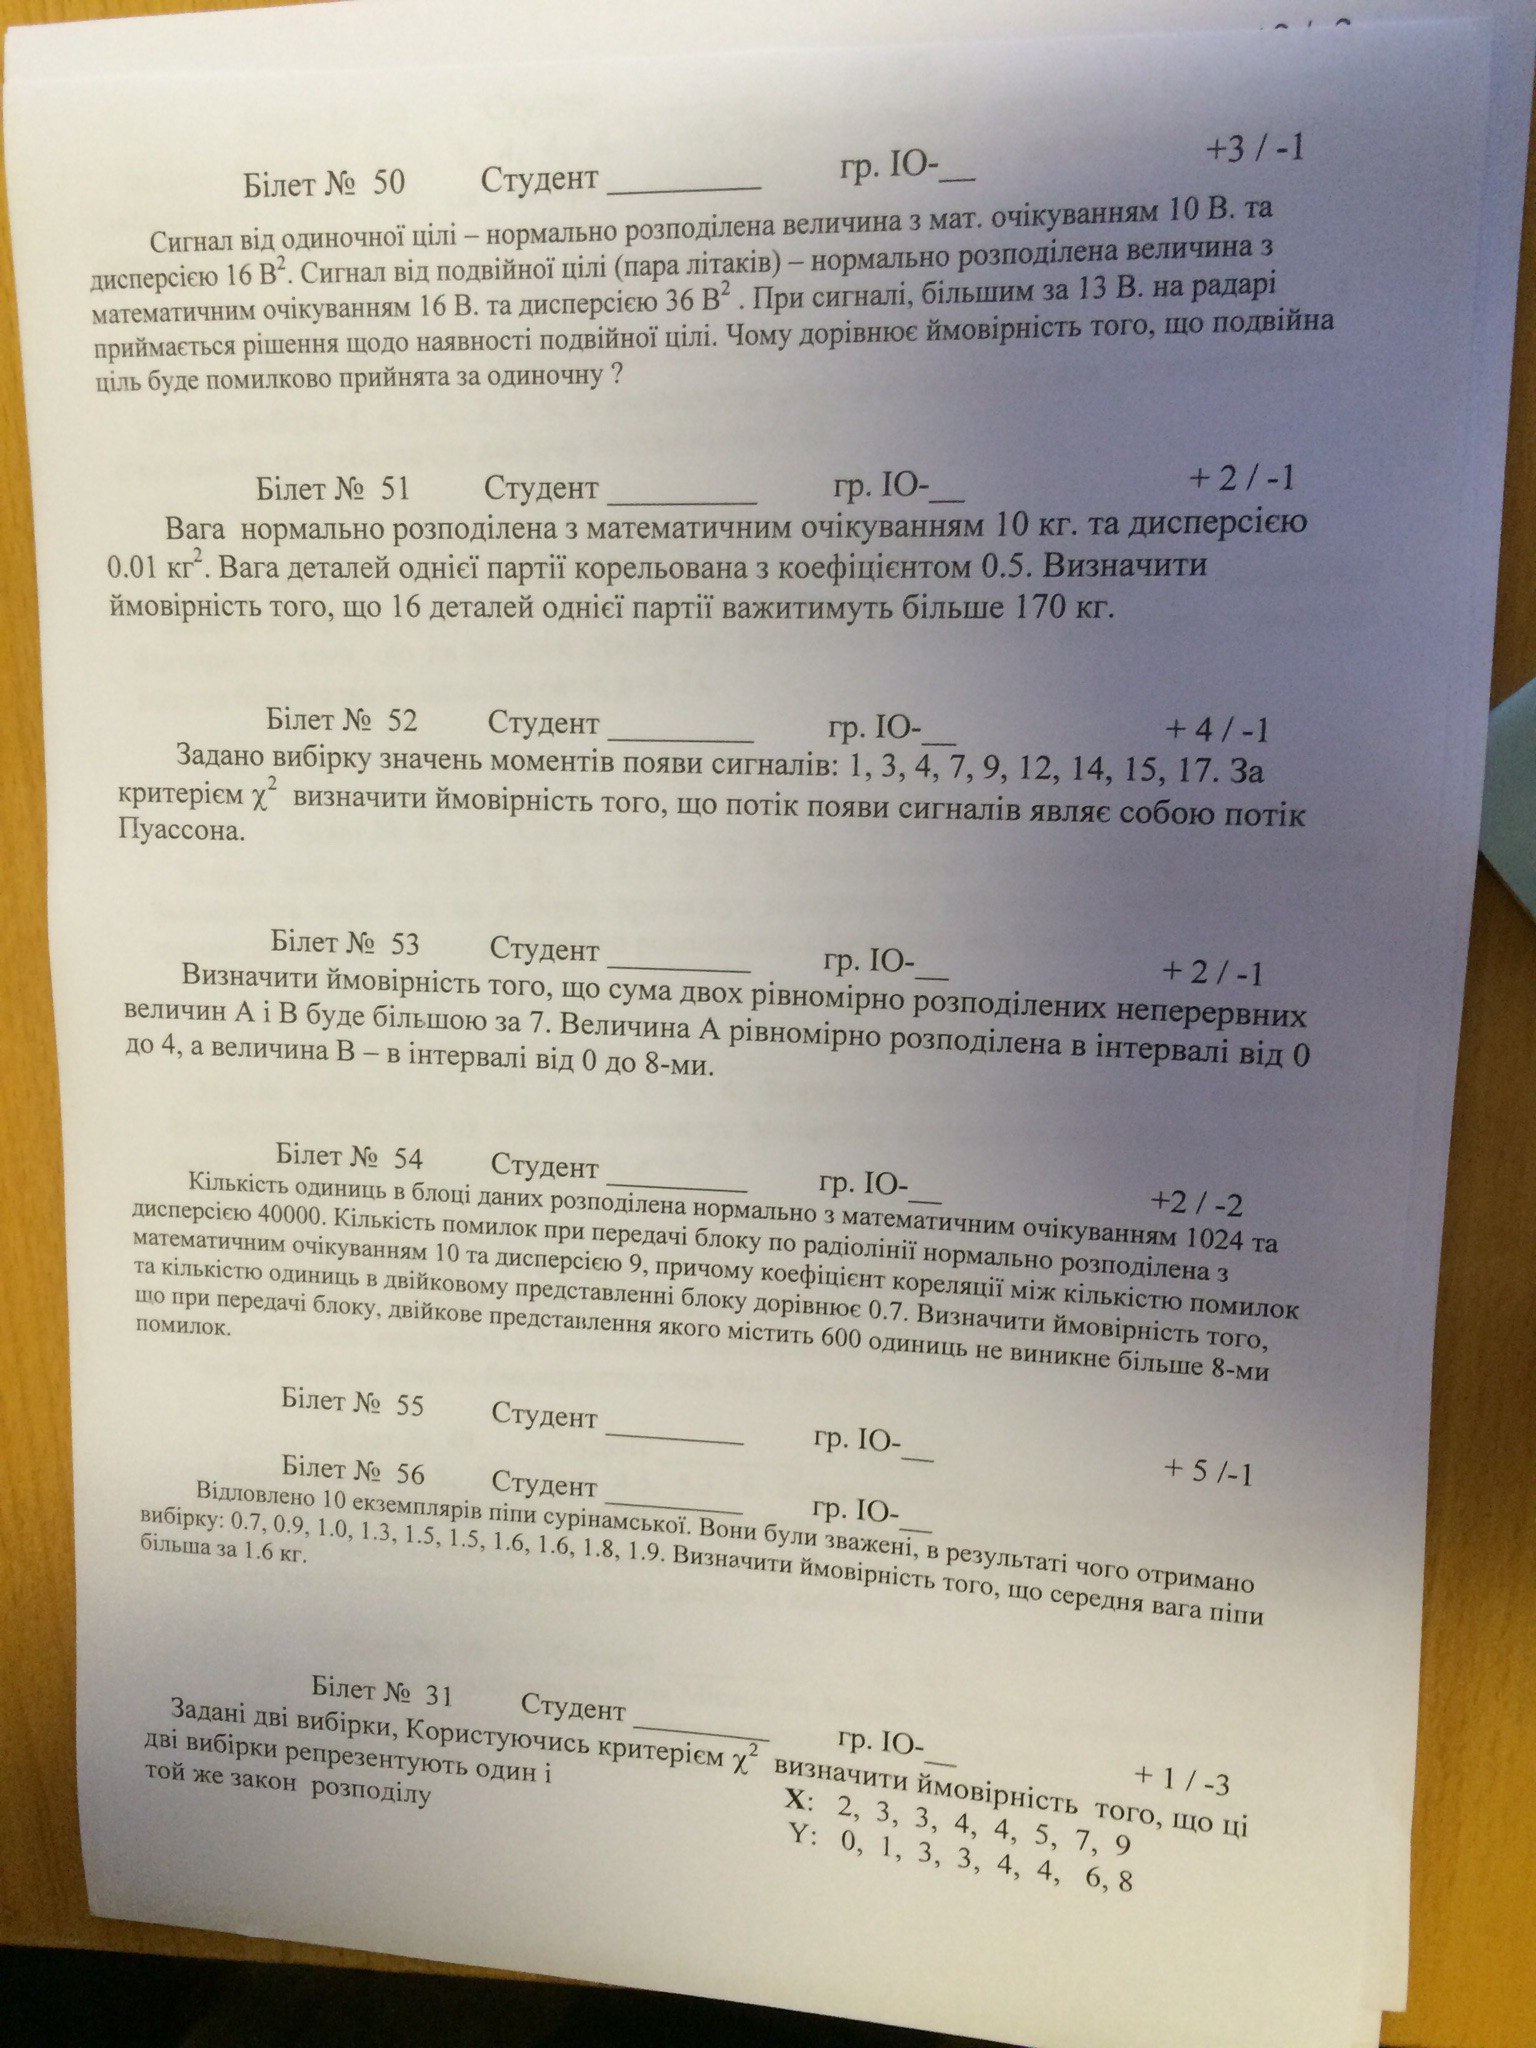 Білет № 50 Студент __________ гр. ІО-__ +3 / -1
Сигнал від одиночної цілі – нормально розподілена величина з мат. очікуванням 10 В. та
дисперсією 16 В². Сигнал від подвійної цілі (пара літаків) – нормально розподілена величина з
математичним очікуванням 16 В. та дисперсією 36 В² . При сигналі, більшим за 13 В. на радарі
приймається рішення щодо наявності подвійної цілі. Чому дорівнює ймовірність того, що подвійна
ціль буде помилково прийнята за одиночну ?
Білет № 51 Студент __________ гр. ІО-__ + 2 / -1
Вага нормально розподілена з математичним очікуванням 10 кг. та дисперсією
0.01 кг². Вага деталей однієї партії корельована з коефіцієнтом 0.5. Визначити
ймовірність того, що 16 деталей однієї партії важитимуть більше 170 кг.
Білет № 52 Студент __________ гр. ІО-__ + 4 / -1
Задано вибірку значень моментів появи сигналів: 1, 3, 4, 7, 9, 12, 14, 15, 17. За
критерієм χ² визначити ймовірність того, що потік появи сигналів являє собою потік
Пуассона.
Білет № 53 Студент __________ гр. ІО-__ + 2 / -1
Визначити ймовірність того, що сума двох рівномірно розподілених неперервних
величин А і В буде більшою за 7. Величина А рівномірно розподілена в інтервалі від 0
до 4, а величина В – в інтервалі від 0 до 8-ми.
Білет № 54 Студент __________ гр. ІО-__ +2 / -2
Кількість одиниць в блоці даних розподілена нормально з математичним очікуванням 1024 та
дисперсією 40000. Кількість помилок при передачі блоку по радіолінії нормально розподілена з
математичним очікуванням 10 та дисперсією 9, причому коефіцієнт кореляції між кількістю помилок
та кількістю одиниць в двійковому представленні блоку дорівнює 0.7. Визначити ймовірність того,
що при передачі блоку, двійкове представлення якого містить 600 одиниць не виникне більше 8-ми
помилок.
Білет № 55 Студент __________ гр. ІО-__
Білет № 56 Студент __________ гр. ІО-__ + 5 /-1
Відловлено 10 екземплярів піпи сурінамської. Вони були зважені, в результаті чого отримано
вибірку: 0.7, 0.9, 1.0, 1.3, 1.5, 1.5, 1.6, 1.6, 1.8, 1.9. Визначити ймовірність того, що середня вага піпи
більша за 1.6 кг.
Білет № 31 Студент __________ гр. ІО-__ + 1 / -3
Задані дві вибірки, Користуючись критерієм χ² визначити ймовірність того, що ці
дві вибірки репрезентують один і
той же закон розподілу
X: 2, 3, 3, 4, 4, 5, 7, 9
Y: 0, 1, 3, 3, 4, 4, 6, 8